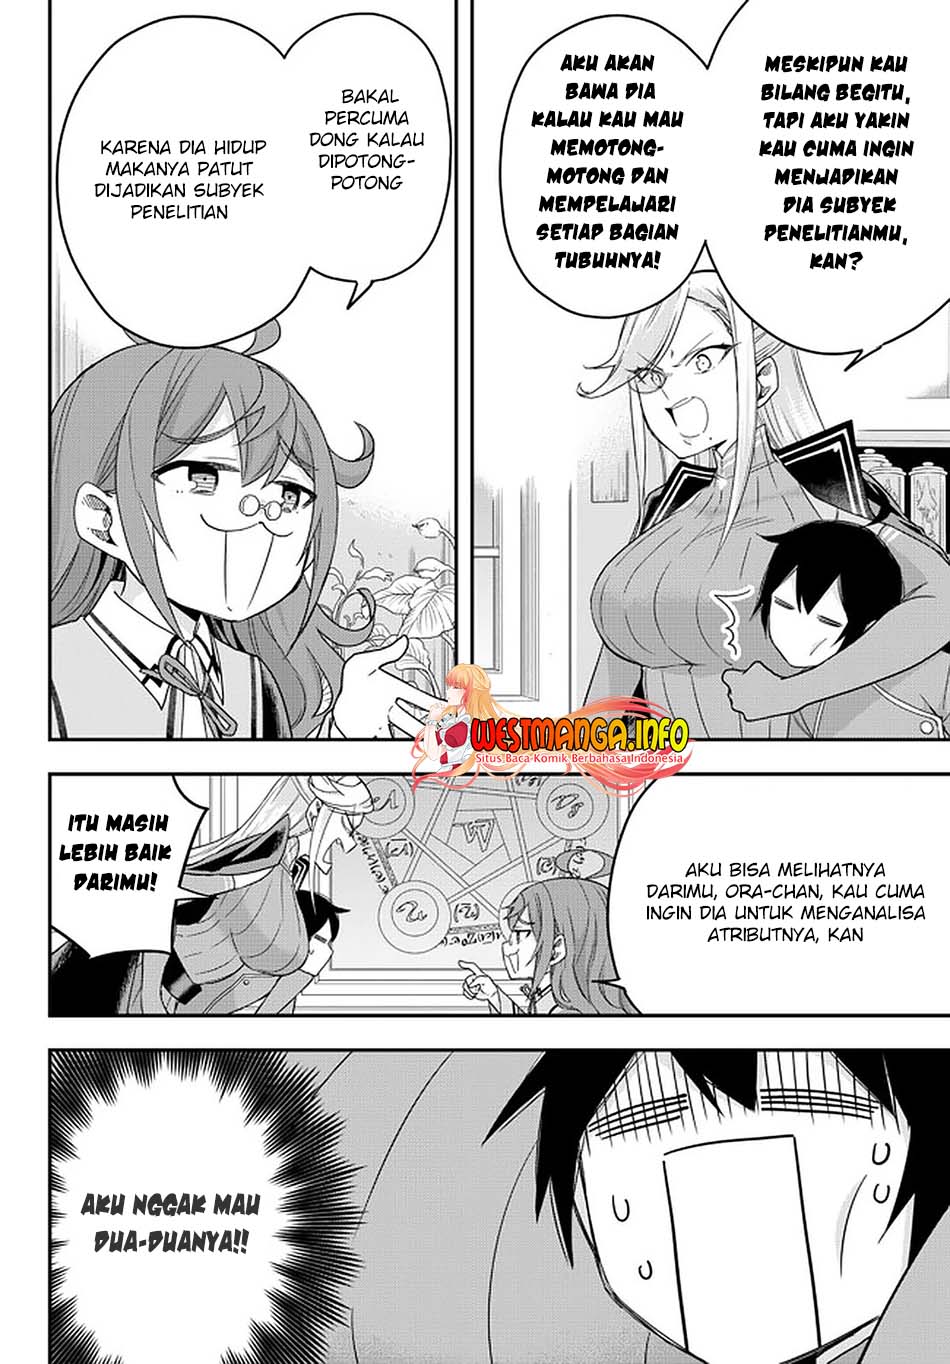 MESKIPUN KAU
BILANG BEGITU,
TAPI AKU YAKIN
KAU CUMA INGIN
MENJADIKAN
DIA SUBYEK
PENELITIANMU,
KAN?
AKU AKAN
BAWA DIA
KALAU KAU MAU
MEMOTONG-
MOTONG DAN
MEMPELAJARI
SETIAP BAGIAN
TUBUHNYA!
BAKAL
PERCUMA
DONG KALAU
DIPOTONG-
POTONG
KARENA DIA HIDUP
MAKANYA PATUT
DIJADIKAN SUBYEK
PENELITIAN
WESTMANGA.INFO
Situs Baca Komik Berbahasa Indonesia
AKU BISA MELIHATNYA
DARIMU, ORA-CHAN, KAU CUMA
INGIN DIA UNTUK MENGANALISA
ATRIBUTNYA, KAN
ITU MASIH
LEBIH BAIK
DARIMU!
AKU NGGAK MAU
DUA-DUANYA!!